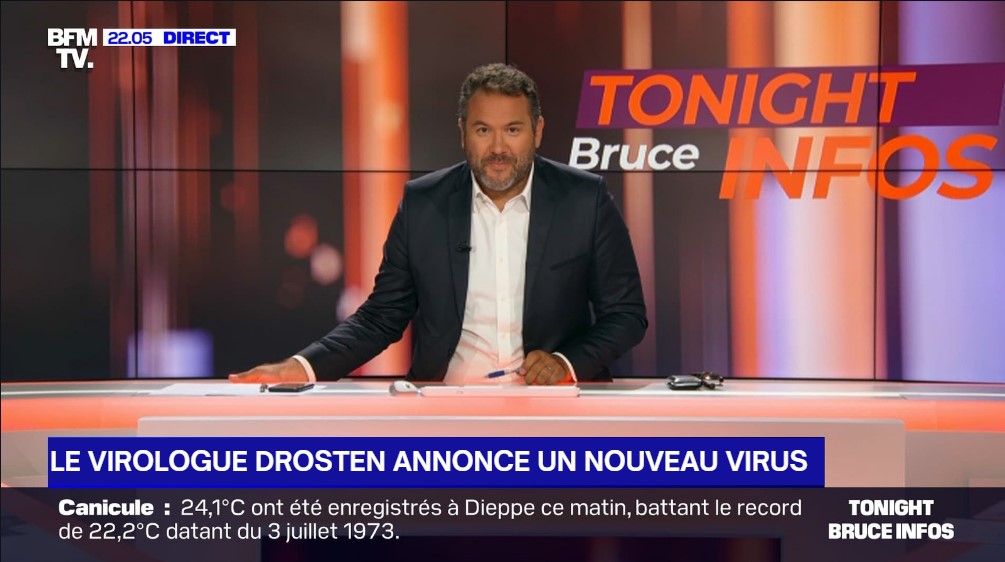 BFM
TV.
22.05 DIRECT
TONIGHT
Bruce INFOS
LE VIROLOGUE DROSTEN ANNONCE UN NOUVEAU VIRUS
Canicule : 24,1°C ont été enregistrés à Dieppe ce matin, battant le record
de 22,2°C datant du 3 juillet 1973.
TONIGHT
BRUCE INFOS